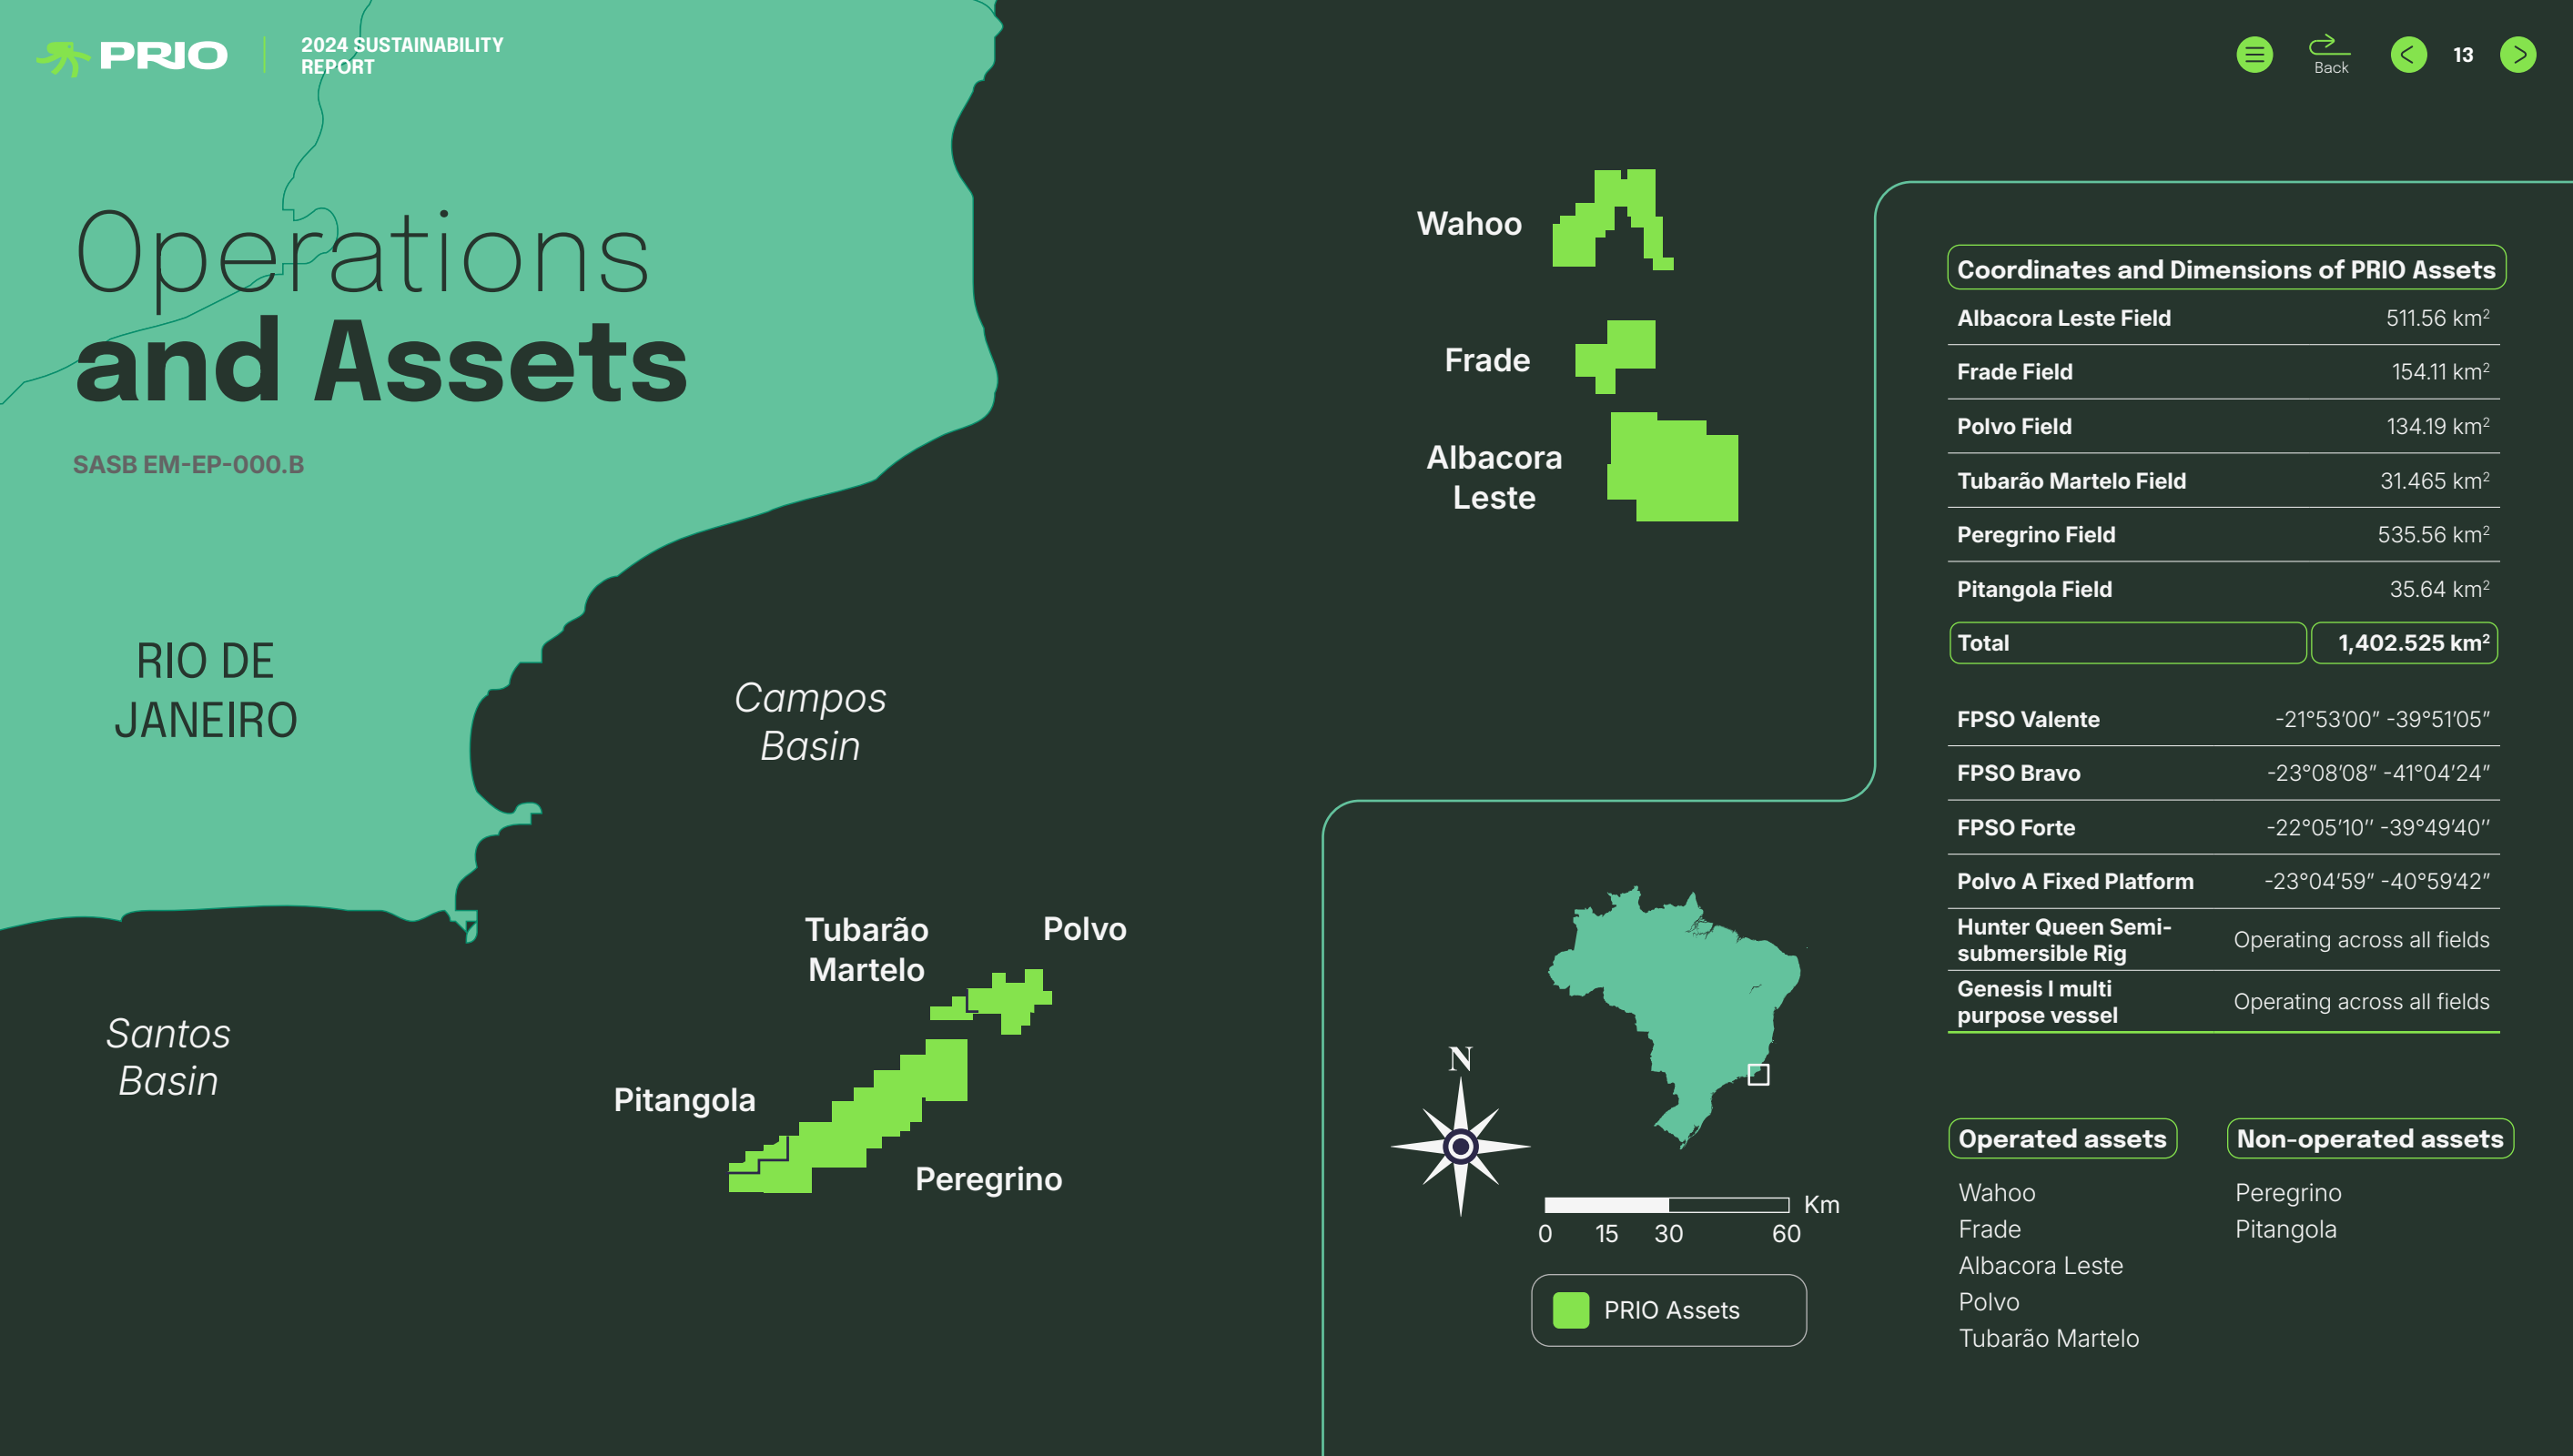 PRIO
2024 SUSTAINABILITY
REPORT
Back
13
Operations
and Assets
SASB EM-EP-000.B
RIO DE
JANEIRO
Campos
Basin
Santos
Basin
Wahoo
Frade
Albacora
Leste
Tubarão
Martelo
Polvo
Pitangola
Peregrino
N
Km
0 15 30 60
PRIO Assets
Coordinates and Dimensions of PRIO Assets
Albacora Leste Field 511.56 km²
Frade Field 154.11 km²
Polvo Field 134.19 km²
Tubarão Martelo Field 31.465 km²
Peregrino Field 535.56 km²
Pitangola Field 35.64 km²
Total 1,402.525 km²
FPSO Valente -21°53’00” -39°51’05”
FPSO Bravo -23°08’08” -41°04’24”
FPSO Forte -22°05’10’’ -39°49’40’’
Polvo A Fixed Platform -23°04’59” -40°59’42”
Hunter Queen Semi-
submersible Rig Operating across all fields
Genesis I multi
purpose vessel Operating across all fields
Operated assets
Wahoo
Frade
Albacora Leste
Polvo
Tubarão Martelo
Non-operated assets
Peregrino
Pitangola